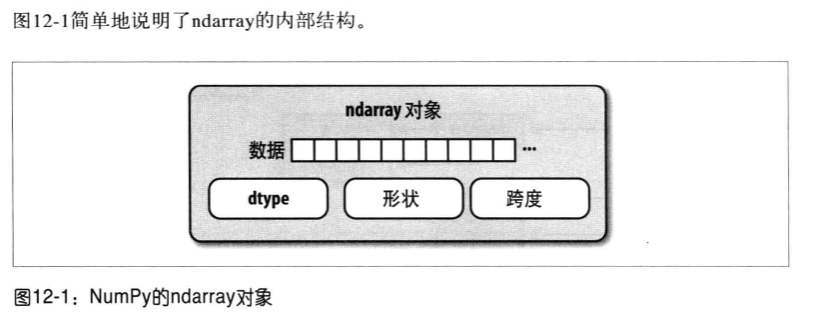 图12-1简单地说明了ndarray的内部结构。
ndarray 对象
数据 ...
dtype 形状 跨度
图12-1：NumPy的ndarray对象